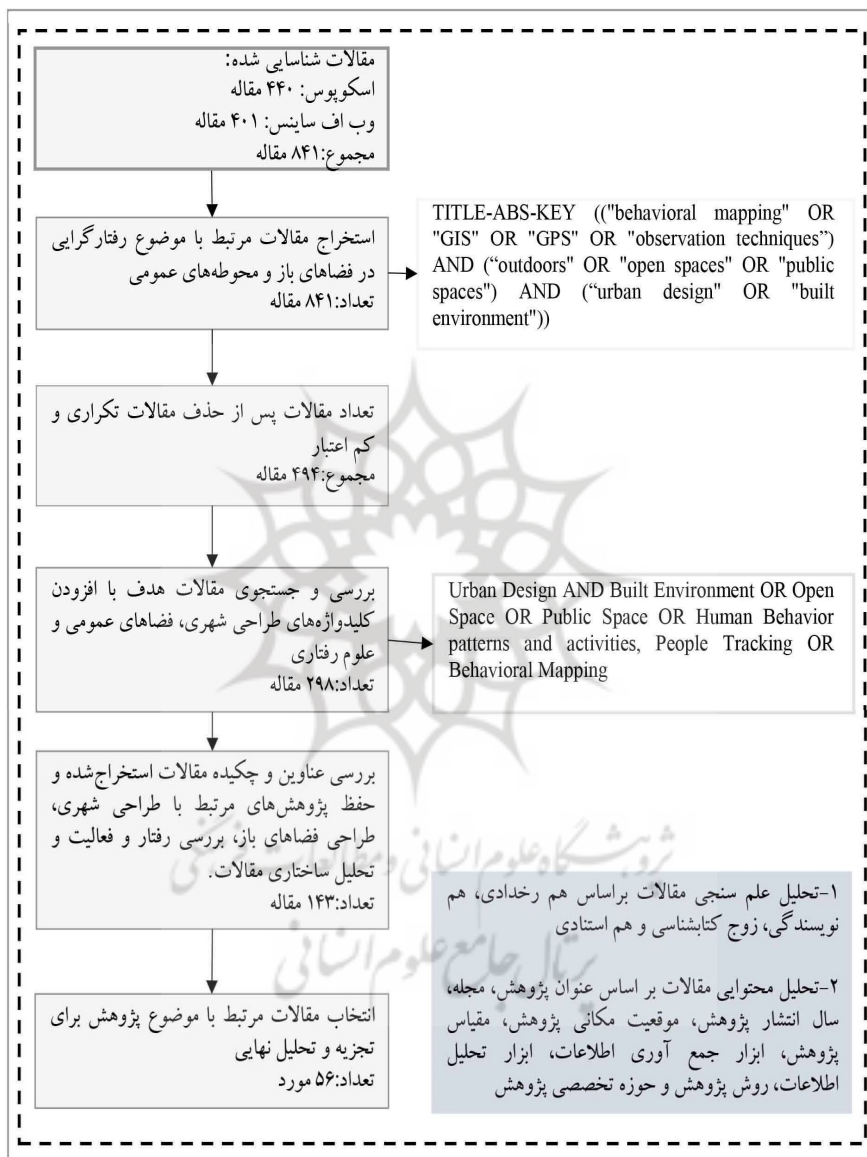 مقالات شناسایی شده:
اسکوپوس: ۴۴۰ مقاله
وب اف ساینس: ۴۰۱ مقاله
مجموع:۸۴۱ مقاله
استخراج مقالات مرتبط با موضوع رفتارگرایی
در فضاهای باز و محوطه‌های عمومی
تعداد:۸۴۱ مقاله
TITLE-ABS-KEY (("behavioral mapping" OR
"GIS" OR "GPS" OR "observation techniques")
AND ("outdoors" OR "open spaces" OR "public
spaces") AND ("urban design" OR "built
environment"))
تعداد مقالات پس از حذف مقالات تکراری و
کم اعتبار
مجموع:۴۹۴ مقاله
بررسی و جستجوی مقالات هدف با افزودن
کلیدواژه‌های طراحی شهری، فضاهای عمومی و
علوم رفتاری
تعداد:۲۹۸ مقاله
Urban Design AND Built Environment OR Open
Space OR Public Space OR Human Behavior
patterns and activities, People Tracking OR
Behavioral Mapping
بررسی عناوین و چکیده مقالات استخراج‌شده و
حفظ پژوهش‌های مرتبط با طراحی شهری،
طراحی فضاهای باز، بررسی رفتار و فعالیت و
تحلیل ساختاری مقالات.
تعداد:۱۴۳ مقاله
پژوهشگاه علوم انسانی و مطالعات فرهنگی
پرتال جامع علوم انسانی
۱-تحلیل علم سنجی مقالات براساس هم رخدادی، هم
نویسندگی، زوج کتابشناسی و هم استنادی
۲-تحلیل محتوایی مقالات بر اساس عنوان پژوهش، مجله،
سال انتشار پژوهش، موقعیت مکانی پژوهش، مقیاس
پژوهش، ابزار جمع آوری اطلاعات، ابزار تحلیل
اطلاعات، روش پژوهش و حوزه تخصصی پژوهش
انتخاب مقالات مرتبط با موضوع پژوهش برای
تجزیه و تحلیل نهایی
تعداد:۵۶ مورد